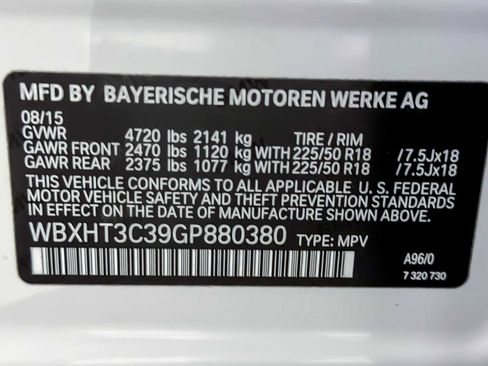 MFD BY BAYERISCHE MOTOREN WERKE AG
08/15
GVWR 4720 lbs 2141 kg TIRE / RIM
GAWR FRONT 2470 lbs 1120 kg WITH 225/50 R18 /7.5Jx18
GAWR REAR 2375 lbs 1077 kg WITH 225/50 R18 /7.5Jx18
THIS VEHICLE CONFORMS TO ALL APPLICABLE U. S. FEDERAL
MOTOR VEHICLE SAFETY, BUMPER AND THEFT PREVENTION
STANDARDS IN EFFECT ON THE DATE OF MANUFACTURE SHOWN ABOVE.
WBXHT3C39GP880380 TYPE: MPV
A96/0
7 320 730